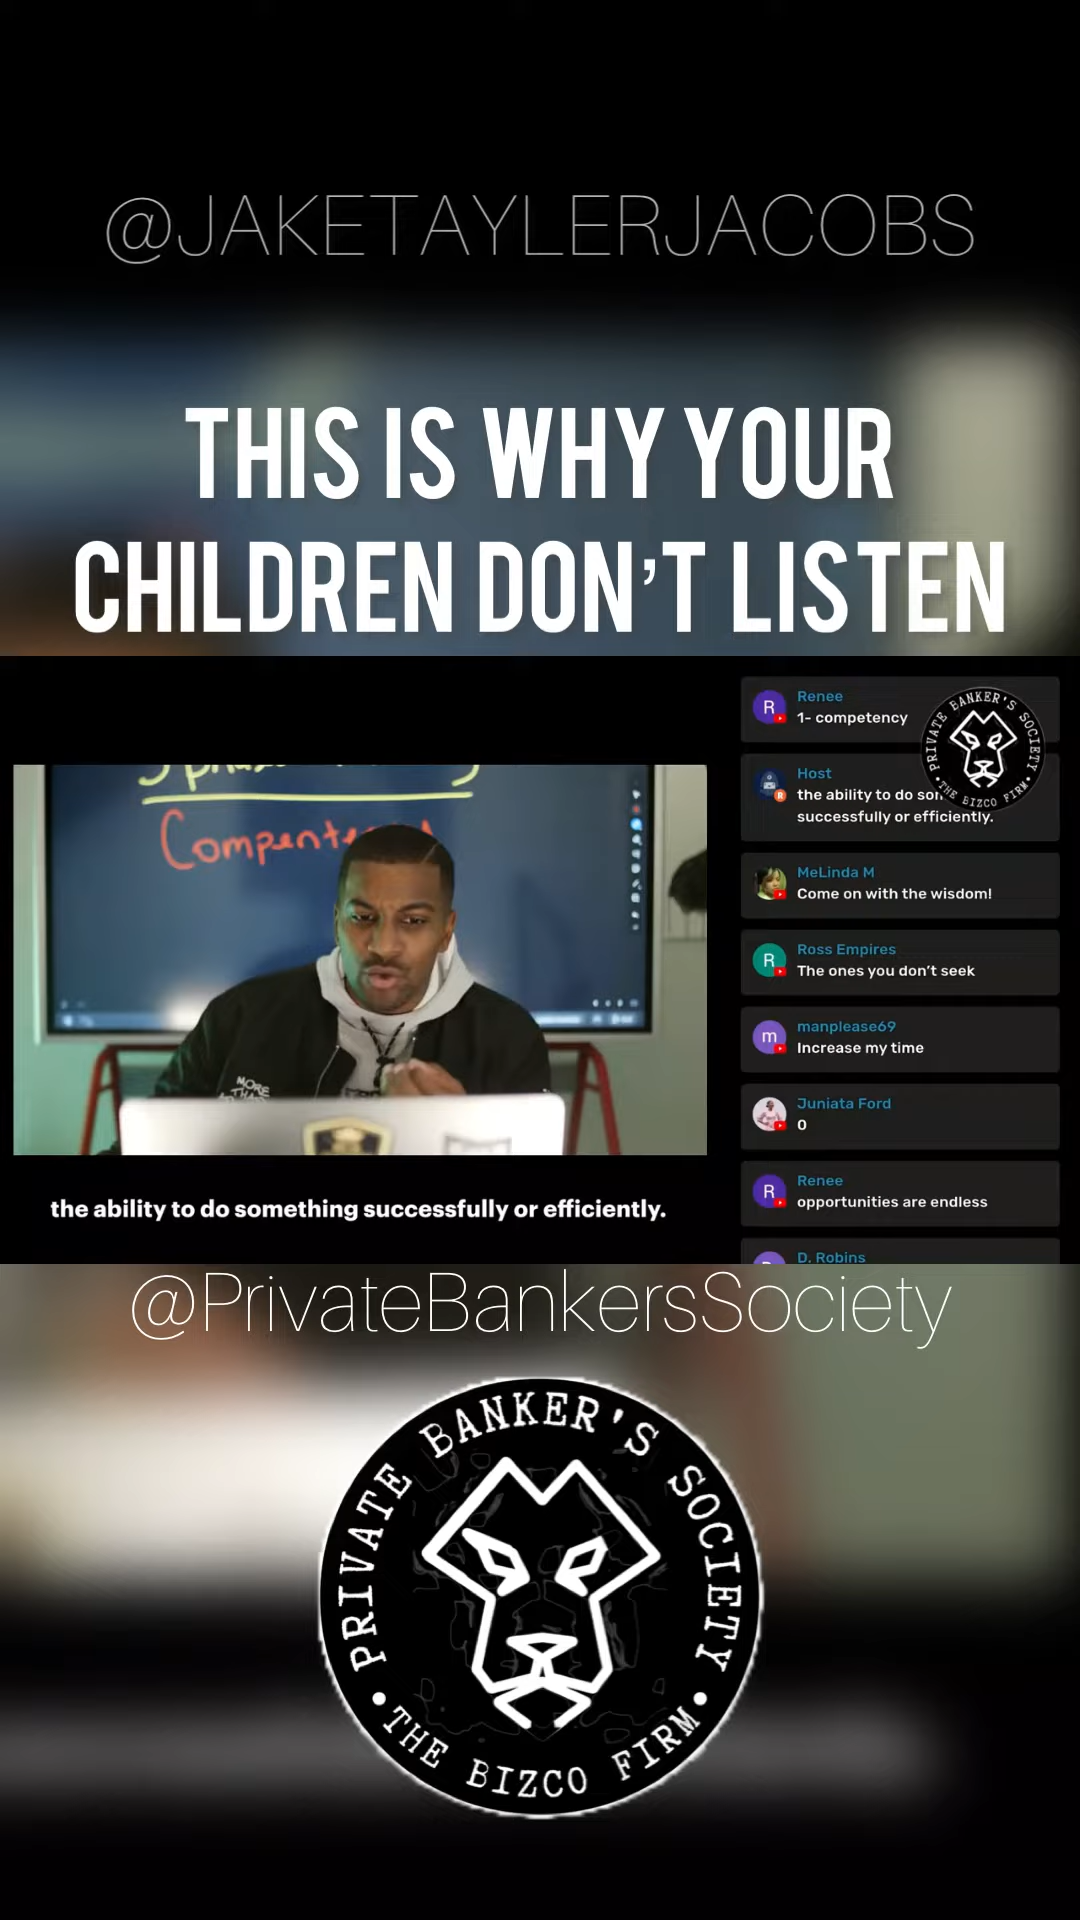 @JAKETAYLERJACOBS
THIS IS WHY YOUR
CHILDREN DON'T LISTEN
Renee
1- competency
PRIVATE BANKER'S SOCIETY
• THE BIZCO FIRM •
Host
the ability to do
successfully or efficiently.
MeLinda M
Come on with the wisdom!
Ross Empires
The ones you don't seek
manplease69
Increase my time
Juniata Ford
0
Renee
opportunities are endless
D. Robins
Compente
MORE
the ability to do something successfully or efficiently.
@PrivateBankersSociety
PRIVATE BANKER'S SOCIETY
• THE BIZCO FIRM •